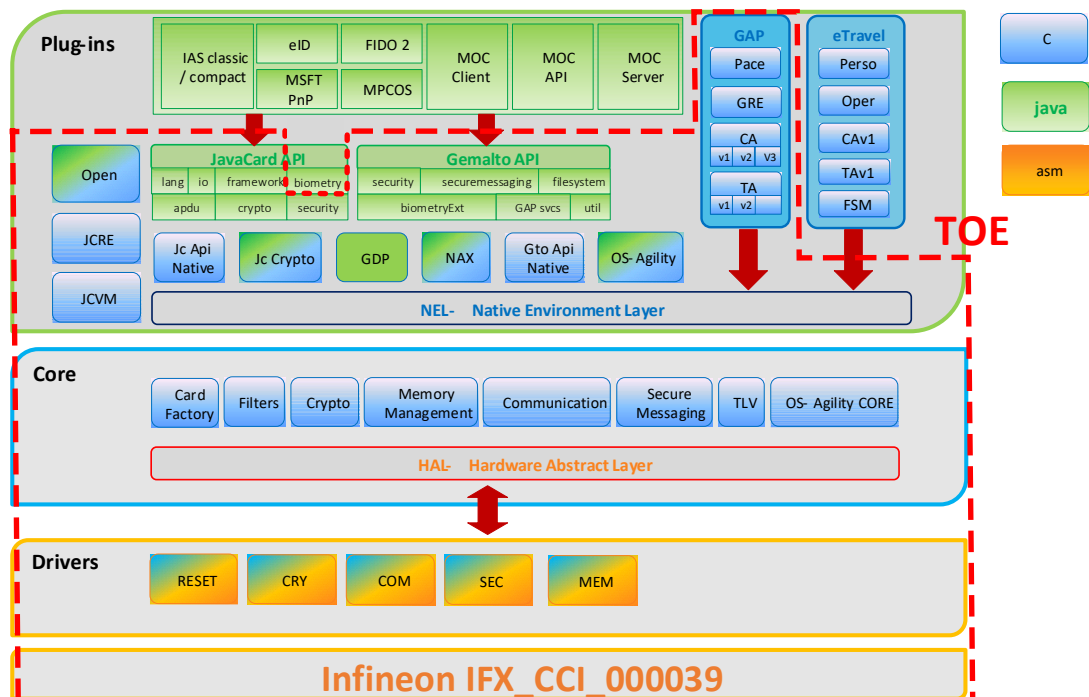 Plug-ins
IAS classic
/ compact
eID
FIDO 2
MSFT
PnP
MPCOS
MOC
Client
MOC
API
MOC
Server
GAP
Pace
GRE
CA
v1 v2 V3
TA
v1 v2
eTravel
Perso
Oper
CAv1
TAv1
FSM
C
java
asm
TOE
Open
JCRE
JCVM
JavaCard API
lang io framework biometry
apdu crypto security
Gemalto API
security securemessaging filesystem
biometryExt GAP svcs util
Jc Api
Native
Jc Crypto
GDP
NAX
Gto Api
Native
OS- Agility
NEL- Native Environment Layer
Core
Card
Factory
Filters
Crypto
Memory
Management
Communication
Secure
Messaging
TLV
OS- Agility CORE
HAL- Hardware Abstract Layer
Drivers
RESET
CRY
COM
SEC
MEM
Infineon IFX_CCI_000039